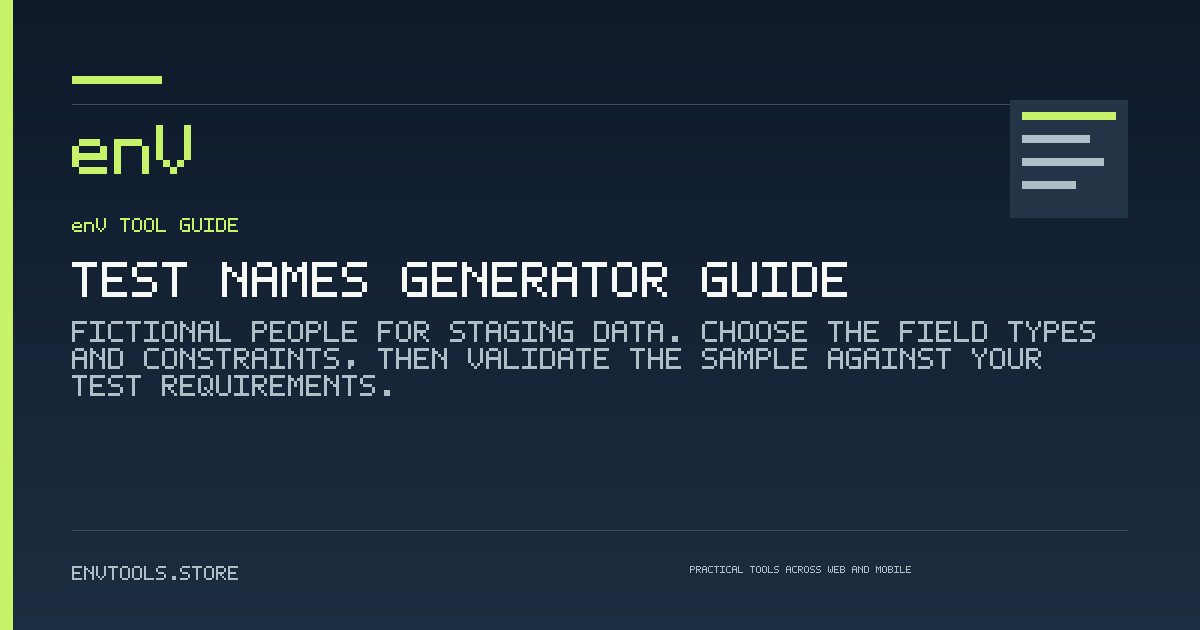 enV
enV TOOL GUIDE
TEST NAMES GENERATOR GUIDE
FICTIONAL PEOPLE FOR STAGING DATA. CHOOSE THE FIELD TYPES
AND CONSTRAINTS, THEN VALIDATE THE SAMPLE AGAINST YOUR
TEST REQUIREMENTS.
ENVTOOLS.STORE
PRACTICAL TOOLS ACROSS WEB AND MOBILE